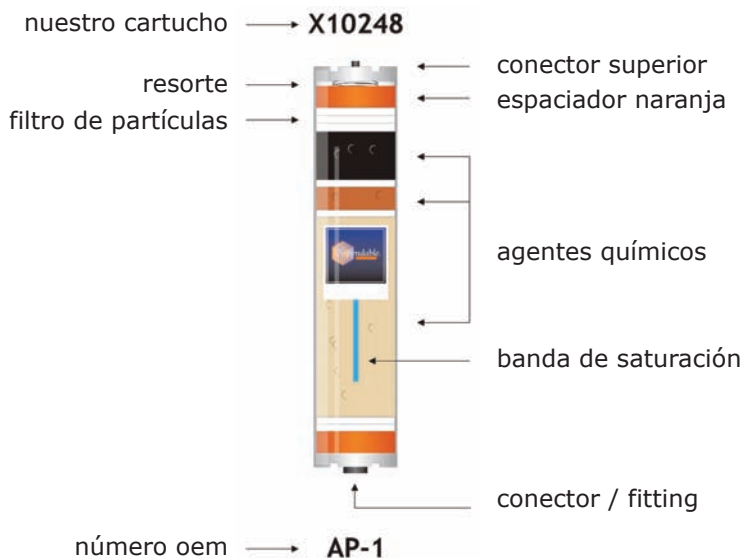 nuestro cartucho
X10248
conector superior
resorte
espaciador naranja
filtro de partículas
agentes químicos
banda de saturación
conector / fitting
número oem
AP-1